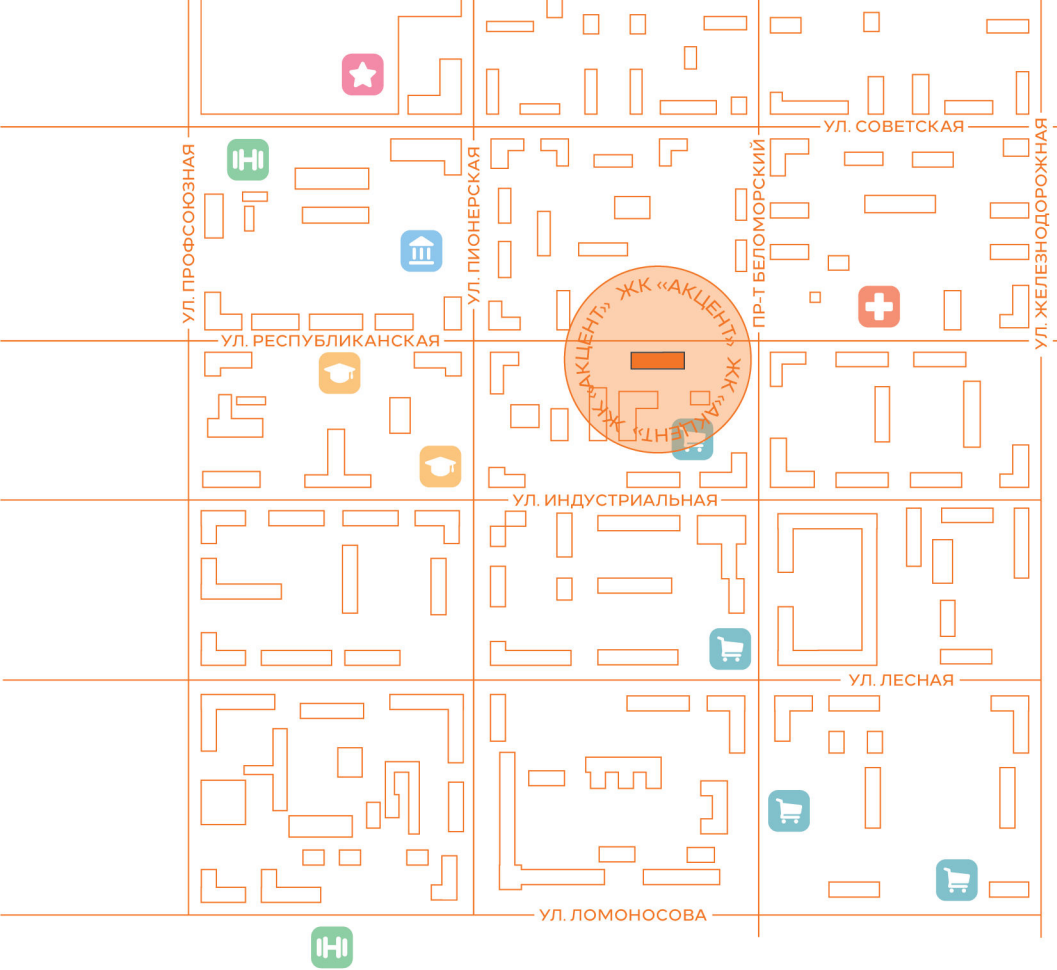 УЛ. СОВЕТСКАЯ
УЛ. ПРОФСОЮЗНАЯ
УЛ. ПИОНЕРСКАЯ
ПР-Т БЕЛОМОРСКИЙ
УЛ. ЖЕЛЕЗНОДОРОЖНАЯ
ЖК «АКЦЕНТ» ЖК «АКЦЕНТ» ЖК «АКЦЕНТ»
УЛ. РЕСПУБЛИКАНСКАЯ
УЛ. ИНДУСТРИАЛЬНАЯ
УЛ. ЛЕСНАЯ
УЛ. ЛОМОНОСОВА